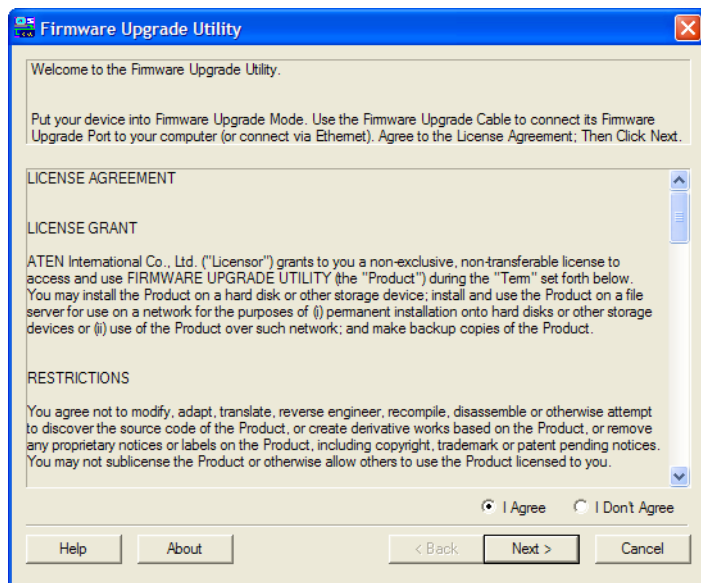 Firmware Upgrade Utility
Welcome to the Firmware Upgrade Utility.
Put your device into Firmware Upgrade Mode. Use the Firmware Upgrade Cable to connect its Firmware
Upgrade Port to your computer (or connect via Ethernet). Agree to the License Agreement; Then Click Next.
LICENSE AGREEMENT
LICENSE GRANT
ATEN International Co., Ltd. ("Licensor") grants to you a non-exclusive, non-transferable license to
access and use FIRMWARE UPGRADE UTILITY (the "Product") during the "Term" set forth below.
You may install the Product on a hard disk or other storage device; install and use the Product on a file
server for use on a network for the purposes of (i) permanent installation onto hard disks or other storage
devices or (ii) use of the Product over such network; and make backup copies of the Product.
RESTRICTIONS
You agree not to modify, adapt, translate, reverse engineer, recompile, disassemble or otherwise attempt
to discover the source code of the Product, or create derivative works based on the Product, or remove
any proprietary notices or labels on the Product, including copyright, trademark or patent pending notices.
You may not sublicense the Product or otherwise allow others to use the Product licensed to you.
I Agree I Don't Agree
Help About < Back Next > Cancel